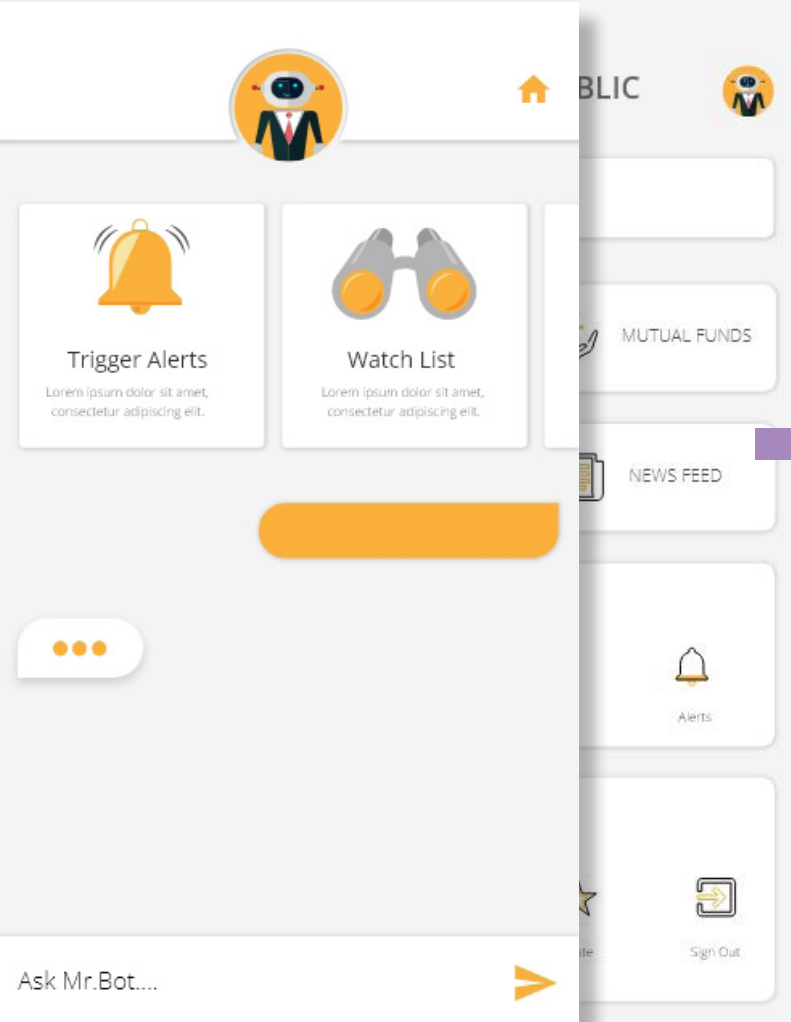 BLIC
Trigger Alerts
Lorem ipsum dolor sit amet,
consectetur adipiscing elit.
Watch List
Lorem ipsum dolor sit amet,
consectetur adipiscing elit.
MUTUAL FUNDS
NEWS FEED
Alerts
te
Sign Out
Ask Mr.Bot....